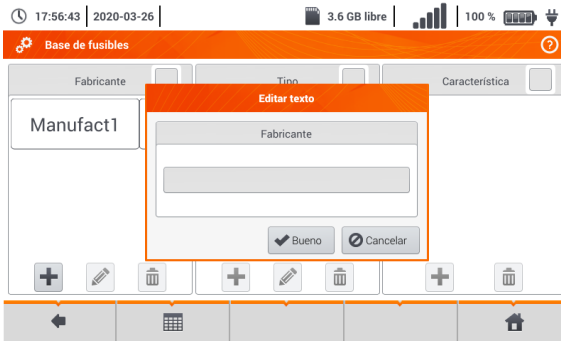 17:56:43 2020-03-26 3.6 GB libre 100 %
Base de fusibles
Fabricante Tipo Característica
Editar texto
Manufact1
Fabricante
Bueno Cancelar